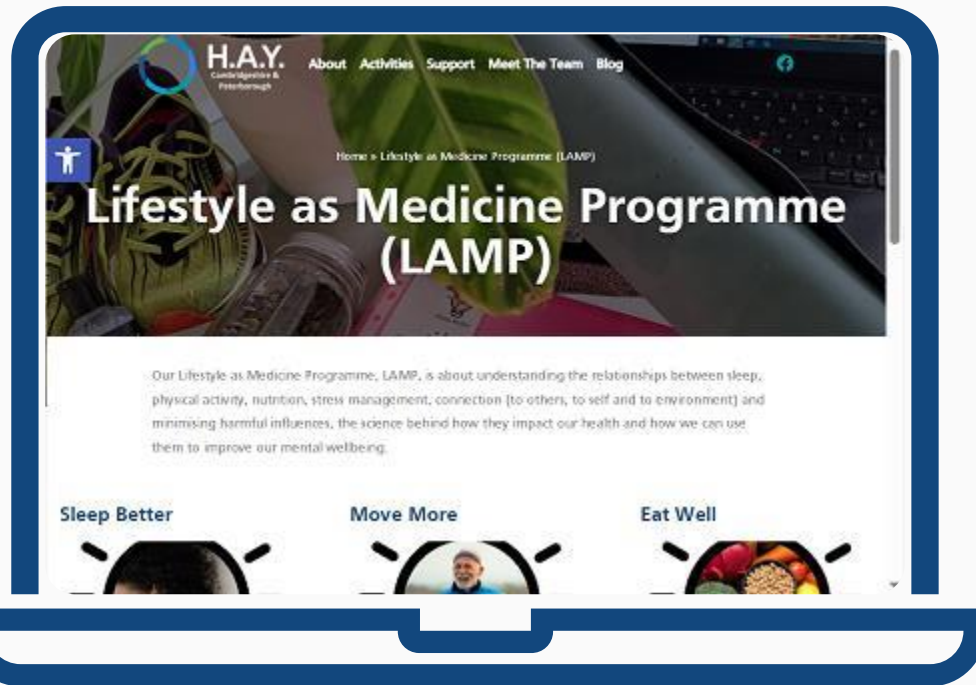 H.A.Y.
Cambridgeshire &
Peterborough
About Activities Support Meet The Team Blog
Home » Lifestyle as Medicine Programme (LAMP)
Lifestyle as Medicine Programme
(LAMP)
Our Lifestyle as Medicine Programme, LAMP, is about understanding the relationships between sleep,
physical activity, nutrition, stress management, connection (to others, to self and to environment) and
minimising harmful influences, the science behind how they impact our health and how we can use
them to improve our mental wellbeing.
Sleep Better Move More Eat Well